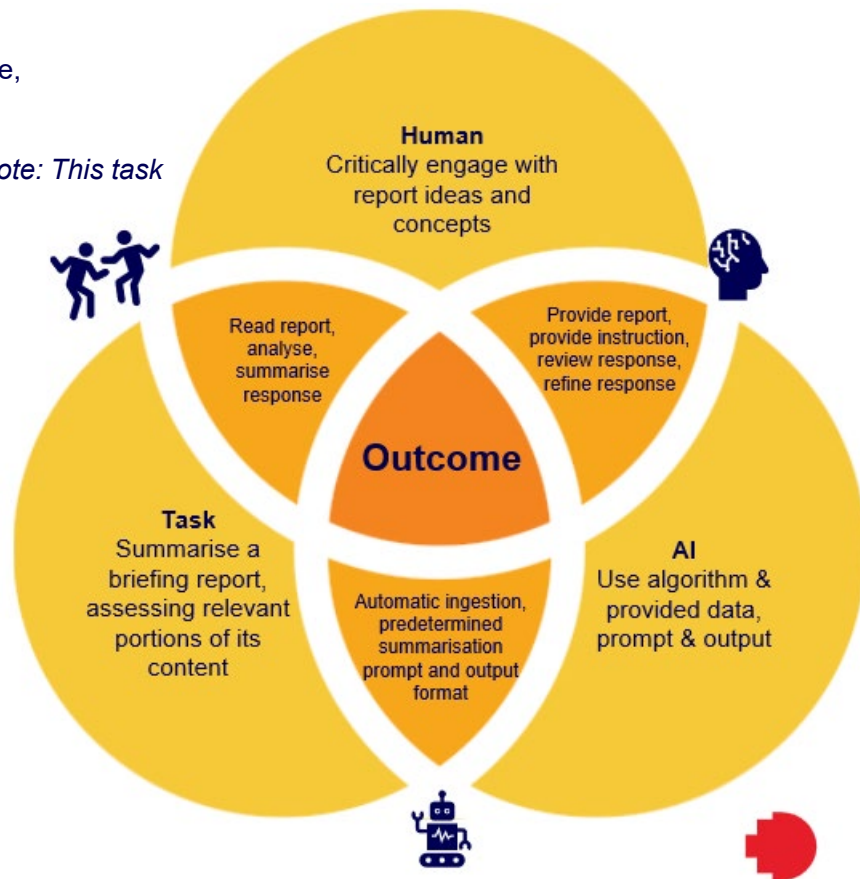 e,
ote: This task
Human
Critically engage with
report ideas and
concepts
Read report,
analyse,
summarise
response
Provide report,
provide instruction,
review response,
refine response
Outcome
Task
Summarise a
briefing report,
assessing relevant
portions of its
content
AI
Use algorithm &
provided data,
prompt & output
Automatic ingestion,
predetermined
summarisation
prompt and output
format